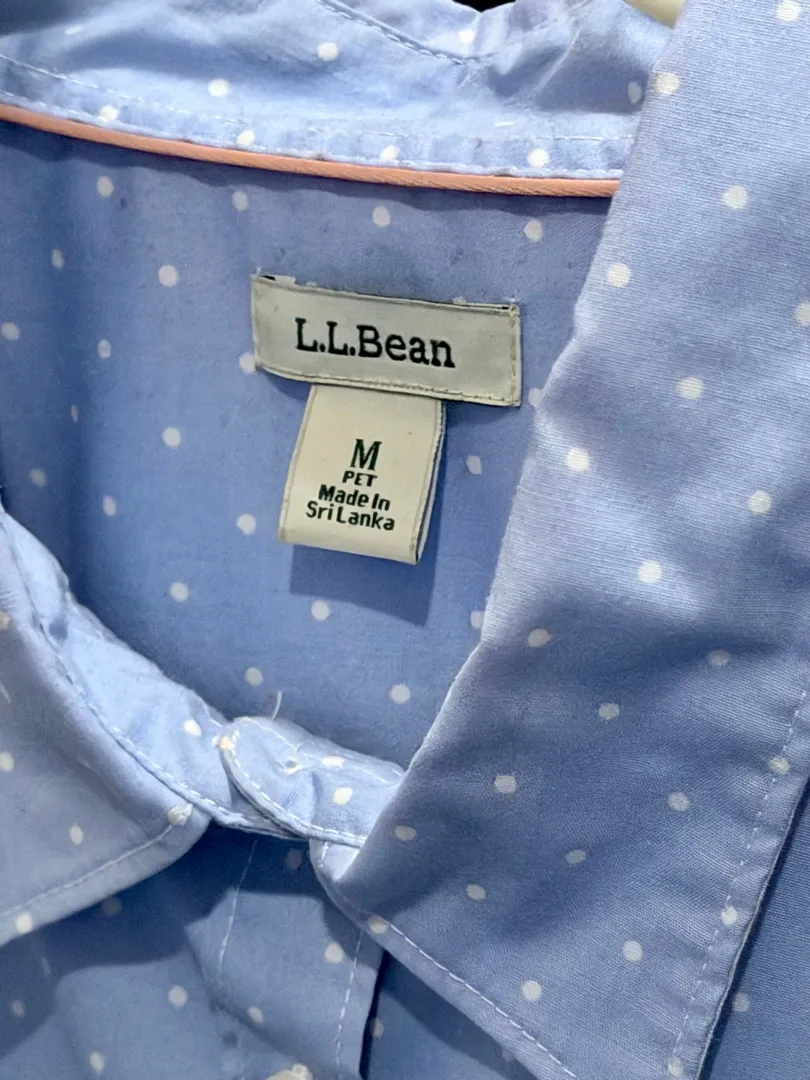 L.L.Bean
M
PET
Made In
Sri Lanka